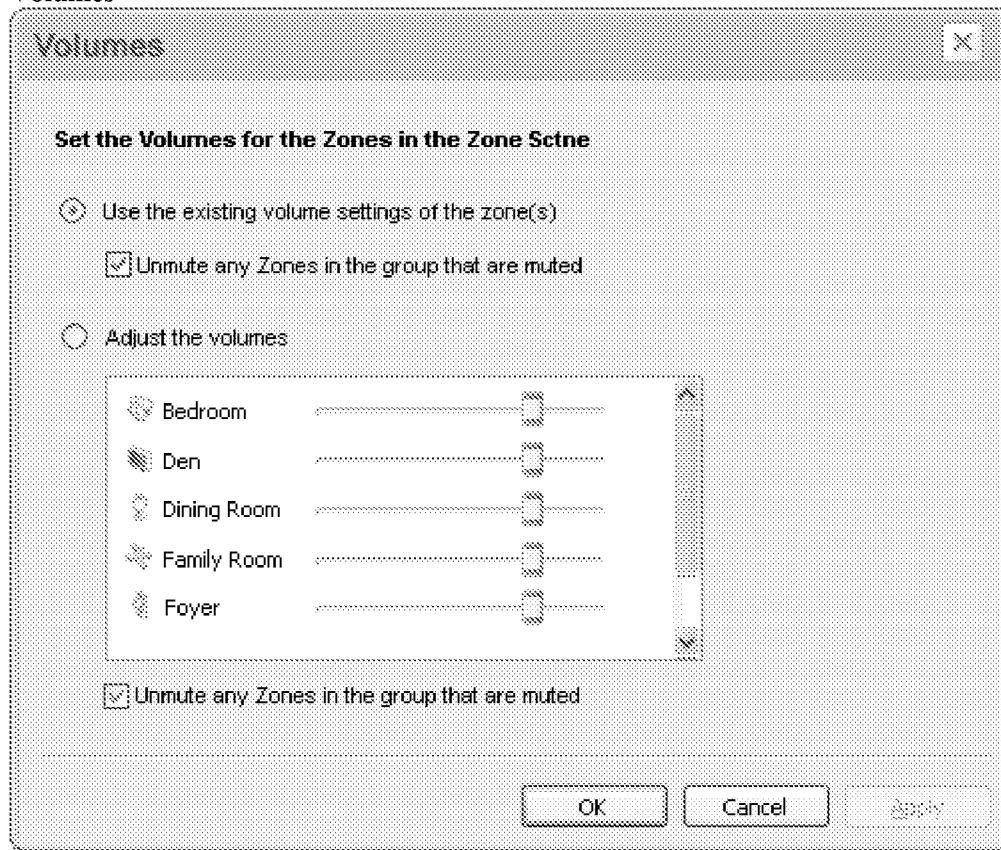 Volumes
Volumes
Set the Volumes for the Zones in the Zone Sctne
Use the existing volume settings of the zone(s)
Unmute any Zones in the group that are muted
Adjust the volumes
Bedroom
Den
Dining Room
Family Room
Foyer
Unmute any Zones in the group that are muted
OK Cancel Apply